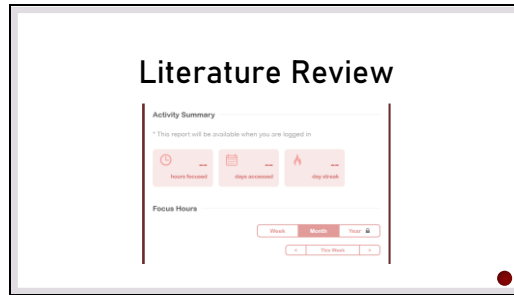 Literature Review
Activity Summary
* This report will be available when you are logged in
-- -- --
hours focused days accessed day streak
Focus Hours
Week Month Year
< This Week >